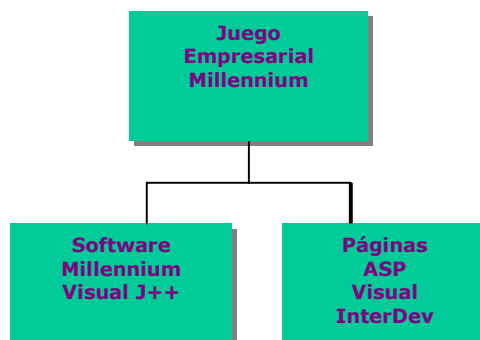 Juego
Empresarial
Millennium
Software
Millennium
Visual J++
Páginas
ASP
Visual
InterDev